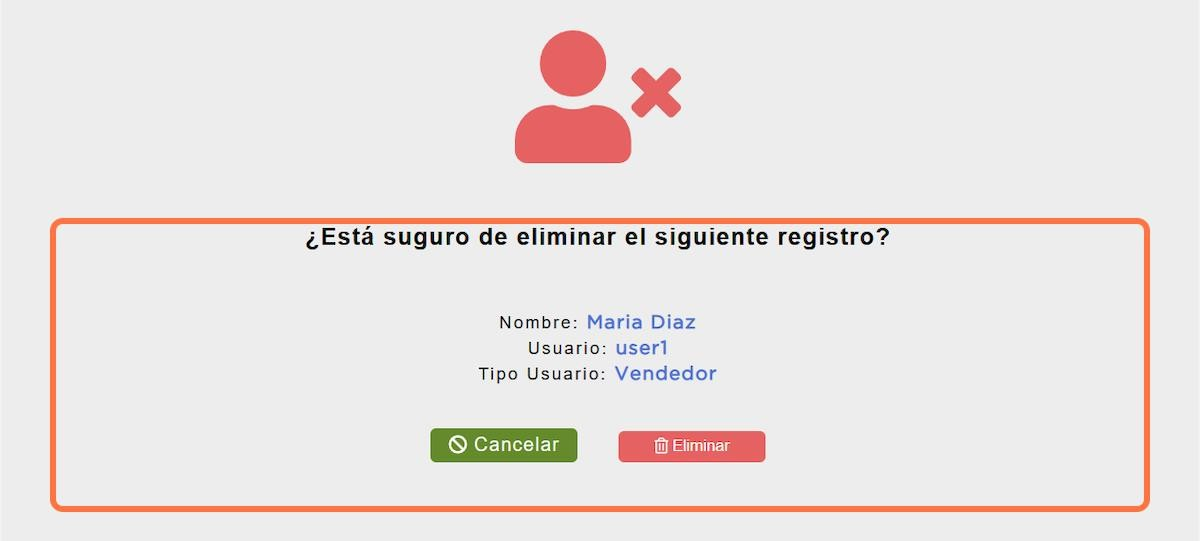 ¿Está suguro de eliminar el siguiente registro?
Nombre: Maria Diaz
Usuario: user1
Tipo Usuario: Vendedor
Cancelar
Eliminar